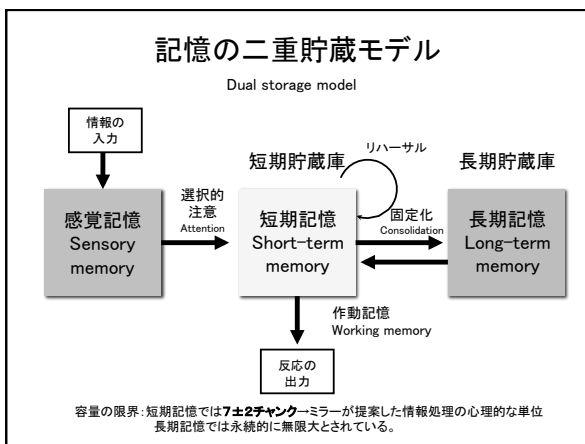 記憶の二重貯蔵モデル
Dual storage model
情報の
入力
短期貯蔵庫
リハーサル
長期貯蔵庫
感覚記憶
Sensory
memory
選択的
注意
Attention
短期記憶
Short-term
memory
固定化
Consolidation
長期記憶
Long-term
memory
作動記憶
Working memory
反応の
出力
容量の限界:短期記憶では7±2チャンク→ミラーが提案した情報処理の心理的な単位
長期記憶では永続的に無限大とされている。